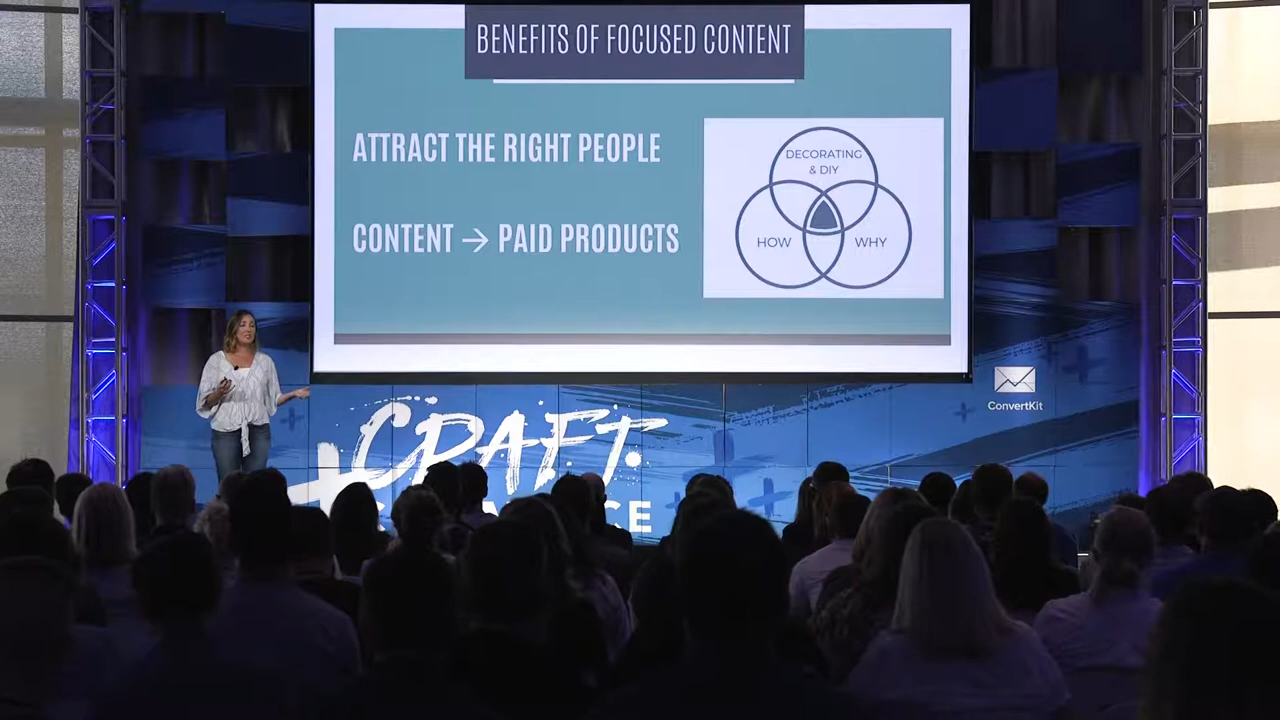 BENEFITS OF FOCUSED CONTENT
ATTRACT THE RIGHT PEOPLE
CONTENT → PAID PRODUCTS
DECORATING
& DIY
HOW
WHY
ConvertKit
CRAFT